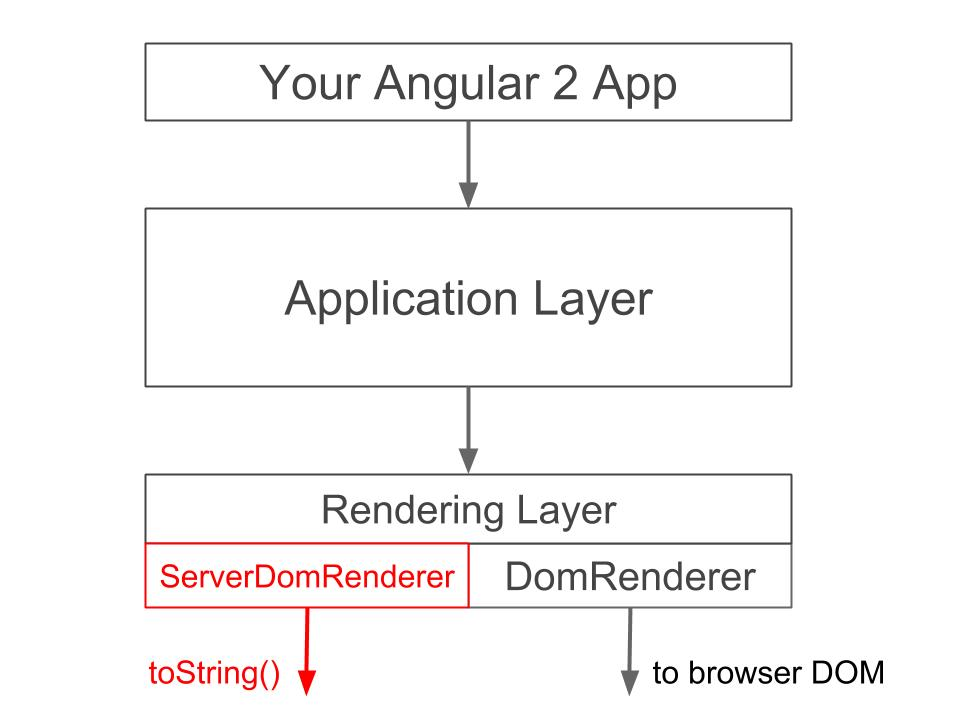 Your Angular 2 App
Application Layer
Rendering Layer
ServerDomRenderer
DomRenderer
toString()
to browser DOM